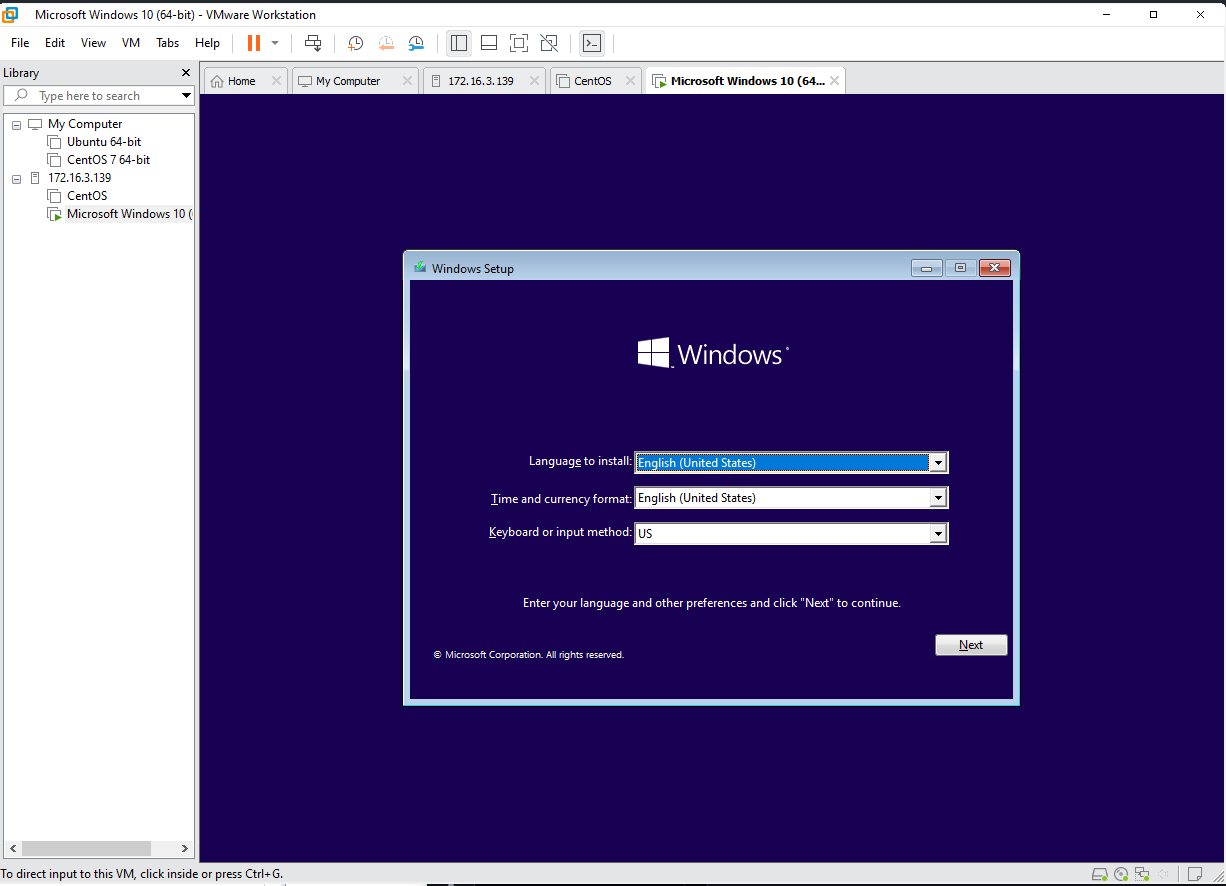 Microsoft Windows 10 (64-bit) - VMware Workstation
File Edit View VM Tabs Help
Library
Home
My Computer
172.16.3.139
CentOS
Microsoft Windows 10 (64...
Type here to search
My Computer
Ubuntu 64-bit
CentOS 7 64-bit
172.16.3.139
CentOS
Microsoft Windows 10 (
Windows Setup
Windows
Language to install: English (United States)
Time and currency format: English (United States)
Keyboard or input method: US
Enter your language and other preferences and click "Next" to continue.
Next
© Microsoft Corporation. All rights reserved.
To direct input to this VM, click inside or press Ctrl+G.